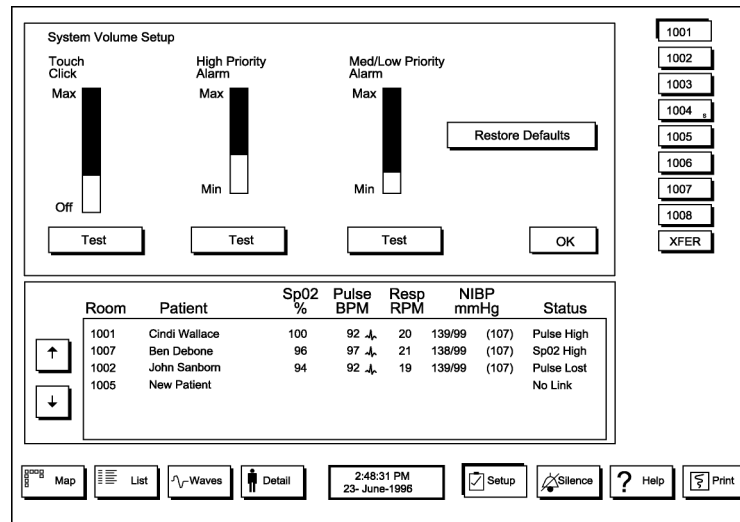 System Volume Setup
Touch Click
High Priority Alarm
Med/Low Priority Alarm
Max
Max
Max
Restore Defaults
Off
Min
Min
Test
Test
Test
OK
1001
1002
1003
1004 s
1005
1006
1007
1008
XFER
Room Patient Sp02 % Pulse BPM Resp RPM NIBP mmHg Status
1001 Cindi Wallace 100 92 20 139/99 (107) Pulse High
1007 Ben Debone 96 97 21 138/99 (107) Sp02 High
1002 John Sanborn 94 92 19 139/99 (107) Pulse Lost
1005 New Patient No Link
Map
List
Waves
Detail
2:48:31 PM
23- June-1996
Setup
Silence
? Help
Print